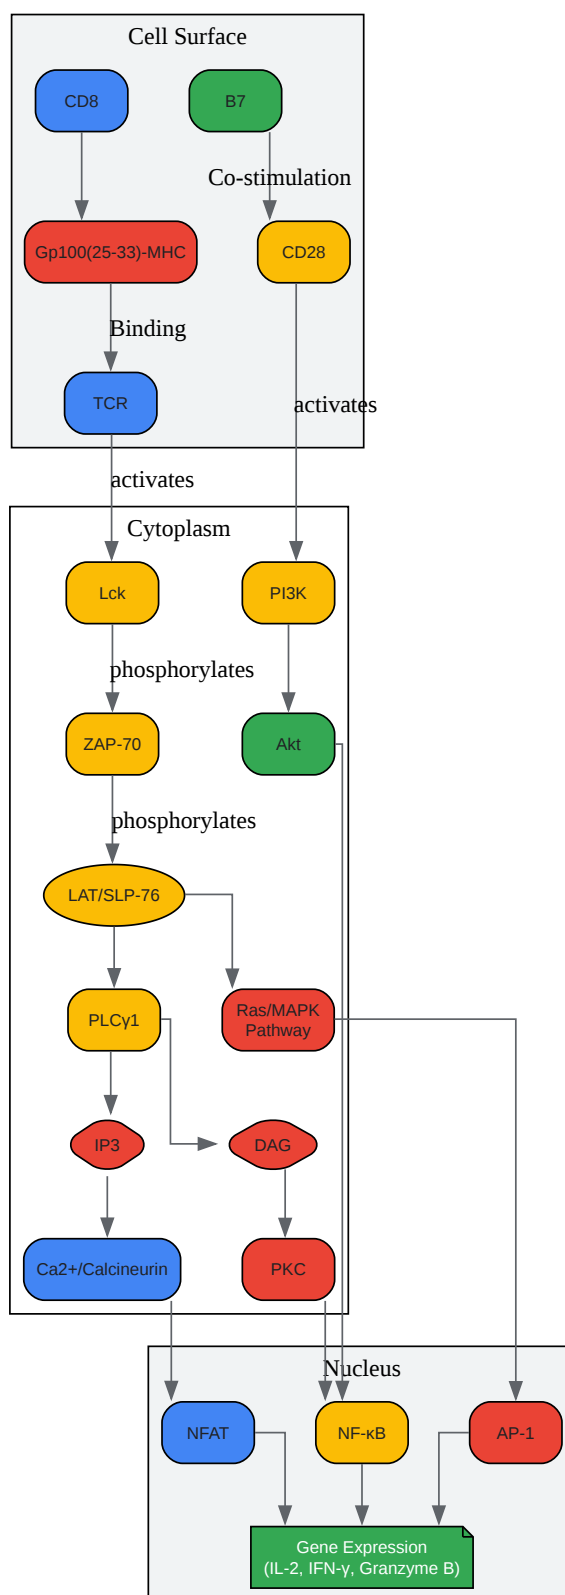 Cell Surface
CD8
B7
Co-stimulation
Gp100(25-33)-MHC
CD28
Binding
TCR
activates
activates
Cytoplasm
Lck
PI3K
phosphorylates
ZAP-70
Akt
phosphorylates
LAT/SLP-76
PLCγ1
Ras/MAPK
Pathway
IP3
DAG
Ca2+/Calcineurin
PKC
Nucleus
NFAT
NF-κB
AP-1
Gene Expression
(IL-2, IFN-γ, Granzyme B)